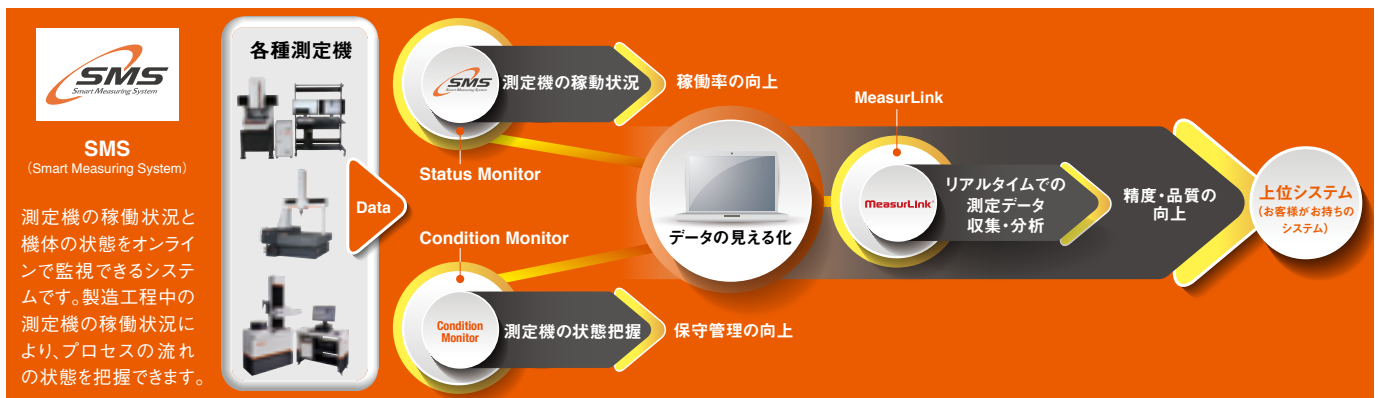 SMS
Smart Measuring System
SMS
（Smart Measuring System）
測定機の稼働状況と
機体の状態をオンライ
ンで監視できるシステ
ムです。製造工程中の
測定機の稼働状況に
より、プロセスの流れ
の状態を把握できます。
各種測定機
Data
SMS
Smart Measuring System
測定機の稼動状況
稼働率の向上
Status Monitor
Condition Monitor
Condition
Monitor
測定機の状態把握
保守管理の向上
データの見える化
MeasurLink
MeasurLink®
リアルタイムでの
測定データ
収集・分析
精度・品質の
向上
上位システム
(お客様がお持ちの
システム)